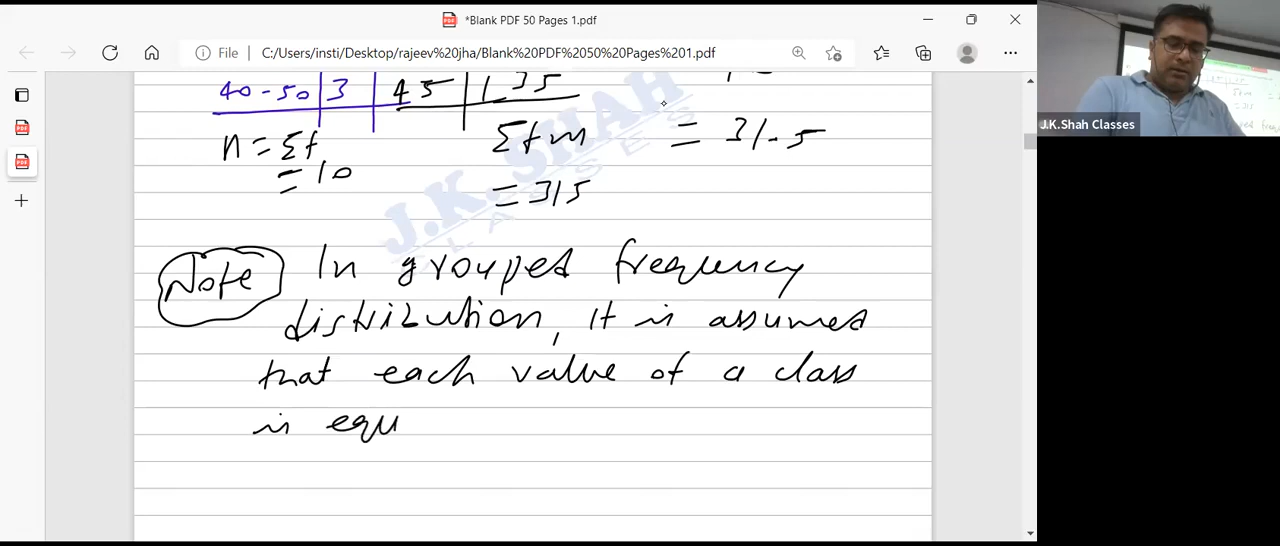 *Blank PDF 50 Pages 1.pdf
File C:/Users/insti/Desktop/rajeev%20jha/Blank%20PDF%2050%20Pages%201.pdf
J.K.Shah Classes
40-50 3 45 135
n = Σf Σfm = 31.5
= 10
= 315
J.K. SHAH
CLASSES
Note In grouped frequency
distribution, It is assumed
that each value of a class
is equ